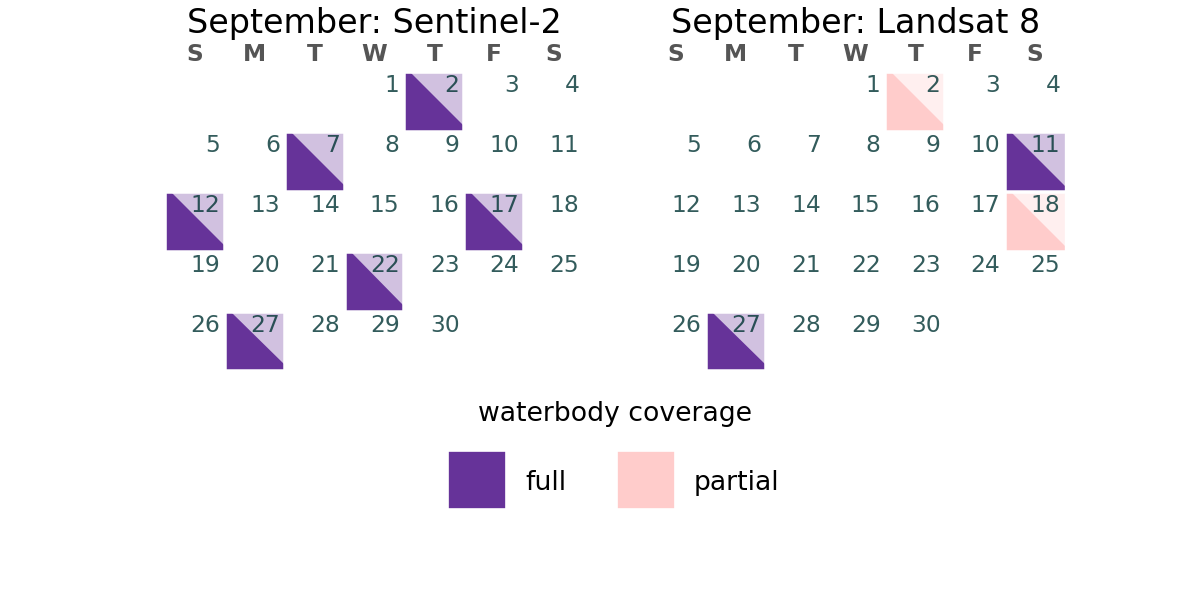 September: Sentinel-2
S M T W T F S
1 2 3 4
5 6 7 8 9 10 11
12 13 14 15 16 17 18
19 20 21 22 23 24 25
26 27 28 29 30
September: Landsat 8
S M T W T F S
1 2 3 4
5 6 7 8 9 10 11
12 13 14 15 16 17 18
19 20 21 22 23 24 25
26 27 28 29 30
waterbody coverage
full
partial